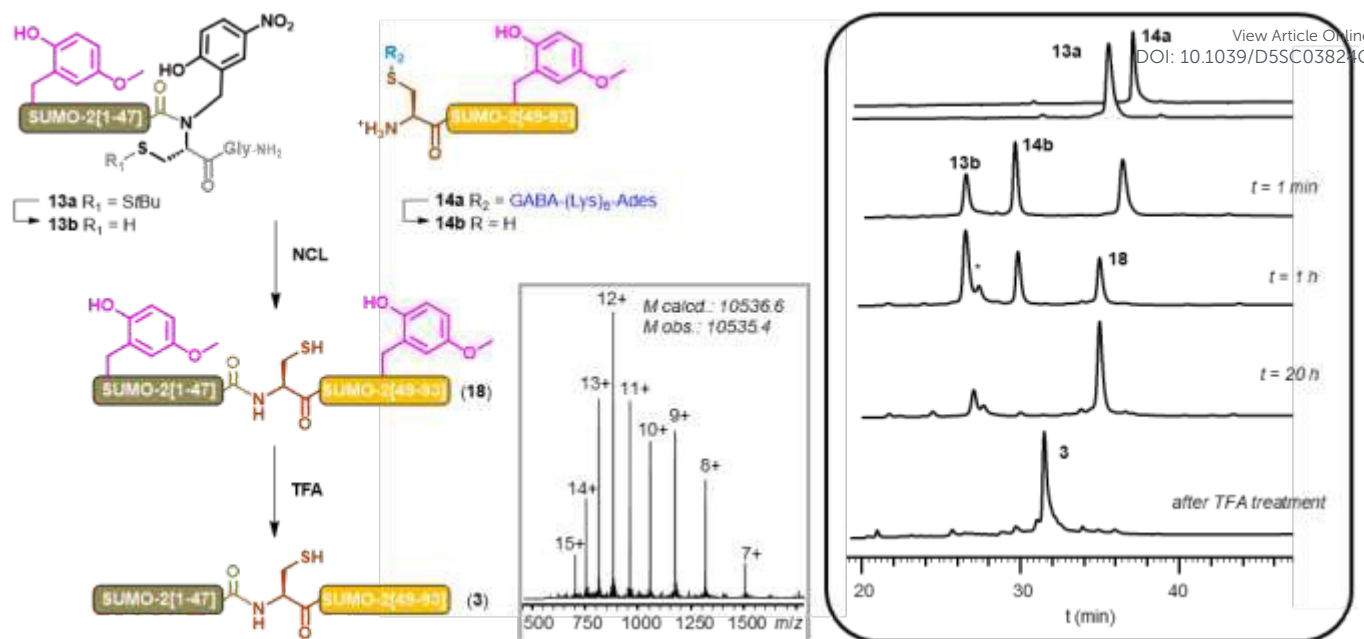 View Article Online
DOI: 10.1039/D5SC03824G
HO
NO₂
HO
O
SUMO-2[1-47]
N
R₁
S
O
Gly-NH₂
13a R₁ = StBu
13b R₁ = H
R₂
S
HO
O
⁺H₃N
O
SUMO-2[49-93]
14a R₂ = GABA-(Lys)₆-Ades
14b R = H
NCL
HO
O
SUMO-2[1-47]
O
N
H
SH
O
HO
O
SUMO-2[49-93]
(18)
TFA
SUMO-2[1-47]
O
N
H
SH
O
SUMO-2[49-93]
(3)
M calcd.: 10536.6
M obs.: 10535.4
12+
13+
11+
9+
10+
8+
14+
15+
7+
500 750 1000 1250 1500 m/z
13a
14a
13b
14b
t = 1 min
*
18
t = 1 h
t = 20 h
3
after TFA treatment
20 30 40
t (min)